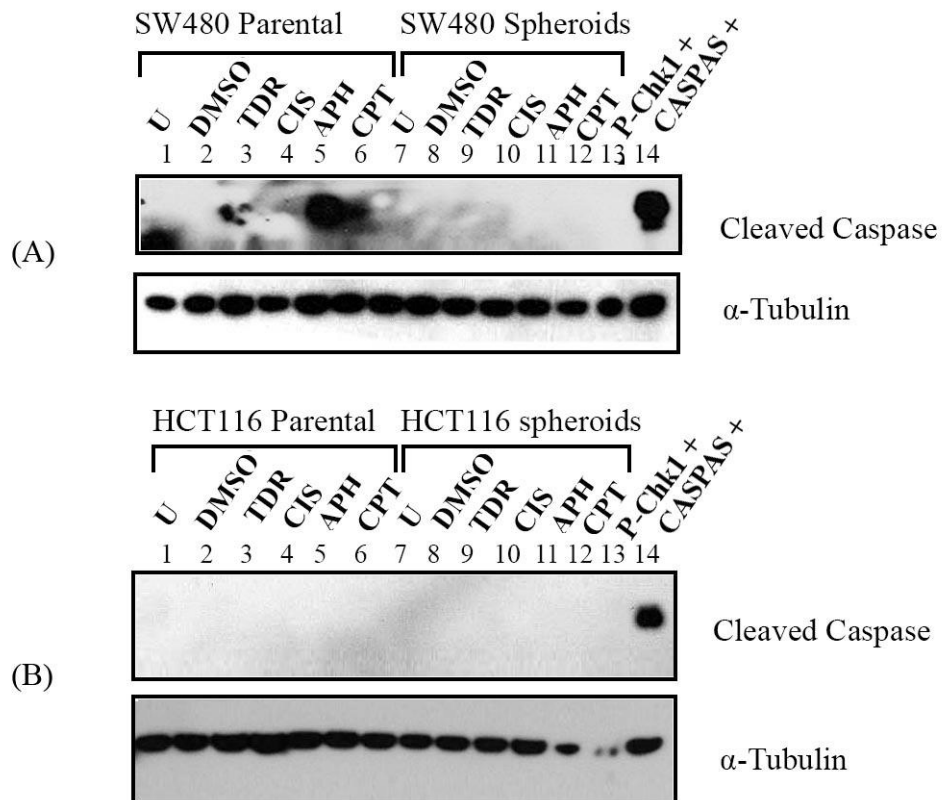 (A)
SW480 Parental SW480 Spheroids
U DMSO TDR CIS APH CPT U DMSO TDR CIS APH CPT P-Chk1 + CASPAS +
1 2 3 4 5 6 7 8 9 10 11 12 13 14
Cleaved Caspase
α-Tubulin
(B)
HCT116 Parental HCT116 spheroids
U DMSO TDR CIS APH CPT U DMSO TDR CIS APH CPT P-Chk1 + CASPAS +
1 2 3 4 5 6 7 8 9 10 11 12 13 14
Cleaved Caspase
α-Tubulin